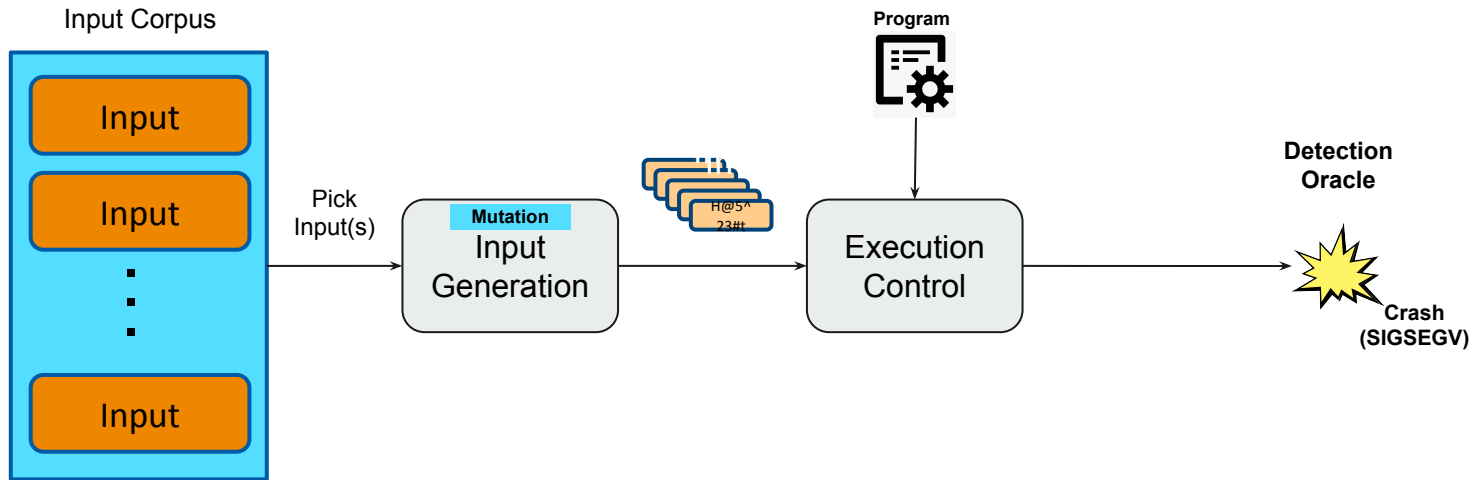 Input Corpus
Input
Input
Input
Pick
Input(s)
Mutation
Input
Generation
H@5^
23#t
Program
Execution
Control
Detection
Oracle
Crash
(SIGSEGV)